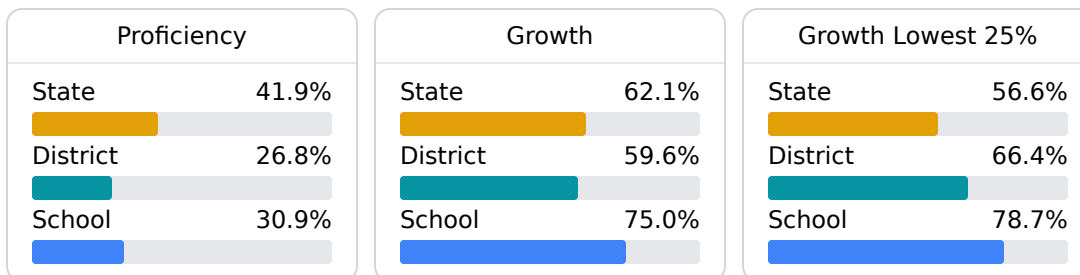 Proficiency
State 41.9%
District 26.8%
School 30.9%
Growth
State 62.1%
District 59.6%
School 75.0%
Growth Lowest 25%
State 56.6%
District 66.4%
School 78.7%